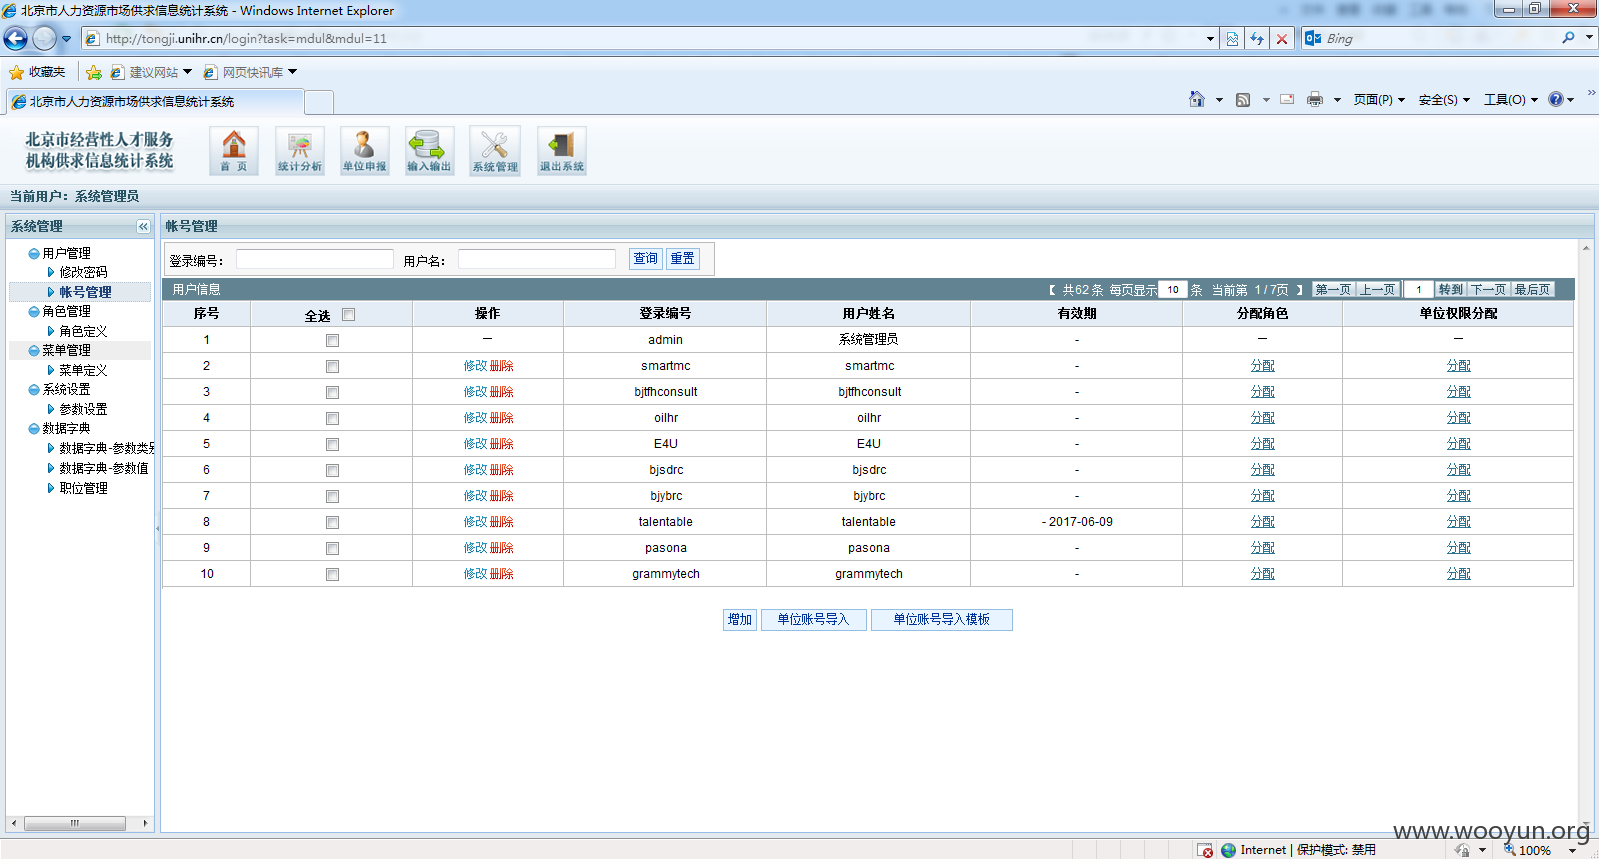 北京市人力资源市场供求信息统计系统 - Windows Internet Explorer
http://tongji.unihr.cn/login?task=mdul&mdul=11
Bing
收藏夹 建议网站 网页快讯库
北京市人力资源市场供求信息统计系统
页面(P) 安全(S) 工具(O)
北京市经营性人才服务
机构供求信息统计系统
首 页 统计分析 单位申报 输入输出 系统管理 退出系统
当前用户：系统管理员
系统管理
用户管理
修改密码
帐号管理
角色管理
角色定义
菜单管理
菜单定义
系统设置
参数设置
数据字典
数据字典-参数类别
数据字典-参数值
职位管理
帐号管理
登录编号： 用户名： 查询 重置
用户信息 【 共62 条 每页显示 10 条 当前第 1 / 7页 】 第一页 上一页 1 转到 下一页 最后页
序号 全选 操作 登录编号 用户姓名 有效期 分配角色 单位权限分配
1 — admin 系统管理员 - — —
2 修改 删除 smartmc smartmc - 分配 分配
3 修改 删除 bjtfhconsult bjtfhconsult - 分配 分配
4 修改 删除 oilhr oilhr - 分配 分配
5 修改 删除 E4U E4U - 分配 分配
6 修改 删除 bjsdrc bjsdrc - 分配 分配
7 修改 删除 bjybrc bjybrc - 分配 分配
8 修改 删除 talentable talentable - 2017-06-09 分配 分配
9 修改 删除 pasona pasona - 分配 分配
10 修改 删除 grammytech grammytech - 分配 分配
增加 单位账号导入 单位账号导入模板
www.wooyun.org
Internet | 保护模式: 禁用
100%